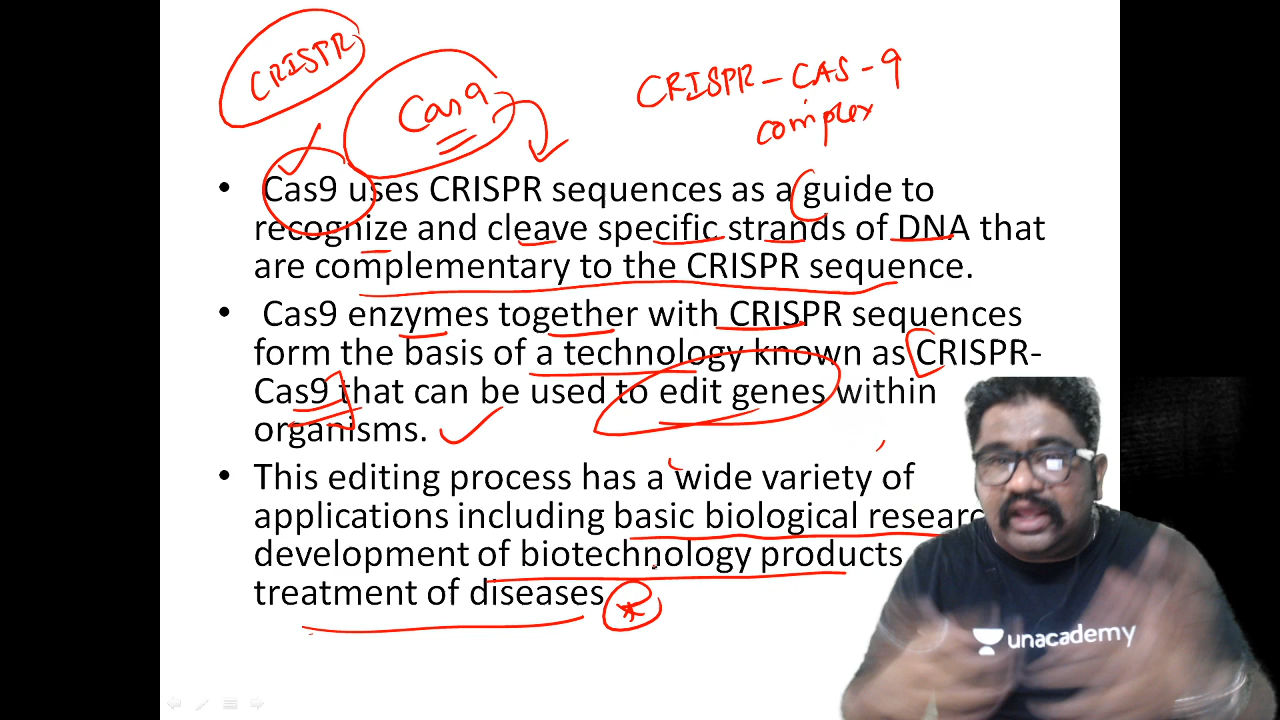 CRISPR
Cas9
CRISPR-CAS-9
complex
• Cas9 uses CRISPR sequences as a guide to
recognize and cleave specific strands of DNA that
are complementary to the CRISPR sequence.
• Cas9 enzymes together with CRISPR sequences
form the basis of a technology known as CRISPR-
Cas9 that can be used to edit genes within
organisms.
• This editing process has a wide variety of
applications including basic biological resear
development of biotechnology products
treatment of diseases
unacademy